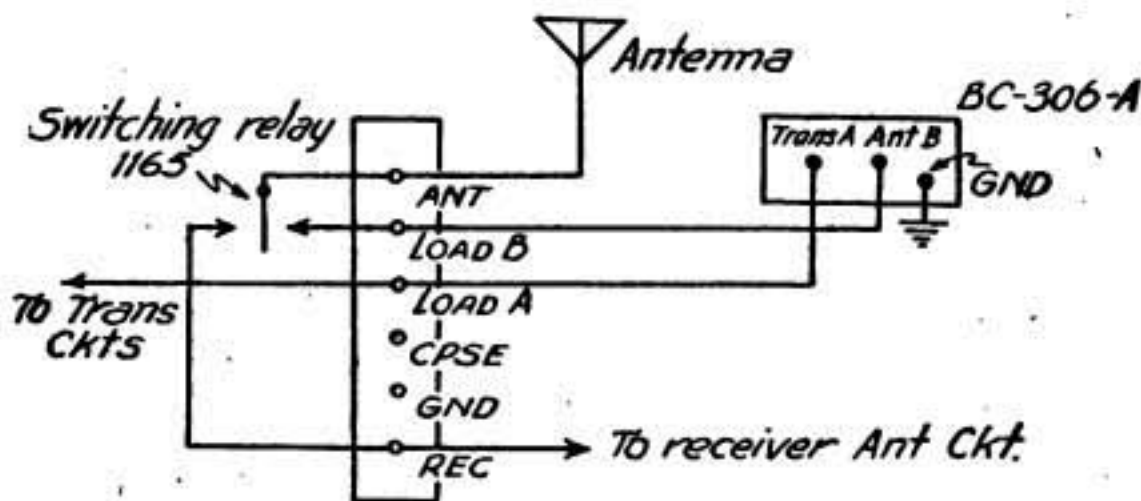 Antenna
BC-306-A
Switching relay
1165
Trans A Ant B
GND
ANT
LOAD B
LOAD A
To Trans
Ckts
CPSE
GND
REC
To receiver Ant Ckt.